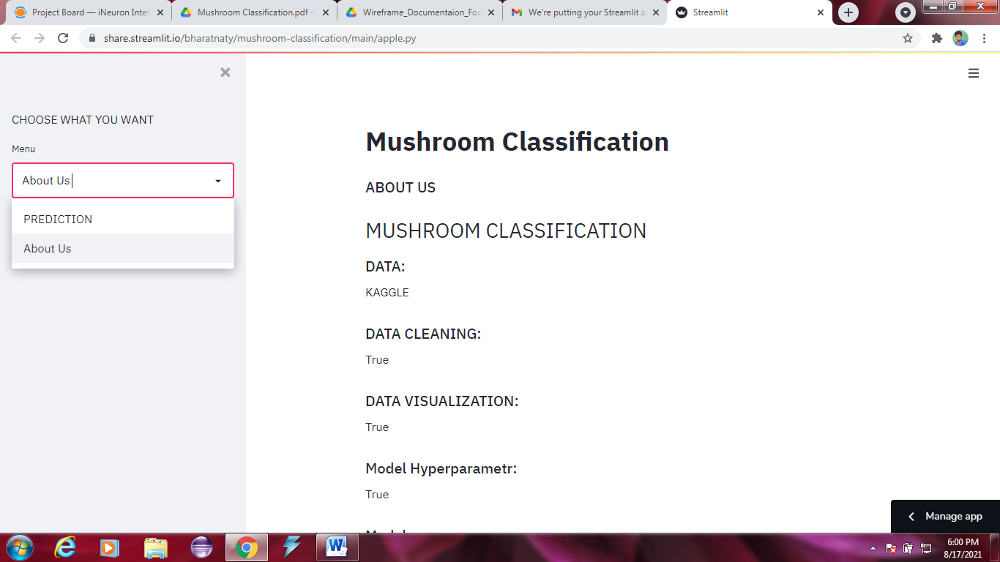 Project Board — iNeuron Inter
Mushroom Classification.pdf -
Wireframe_Documentaion_Foc
We're putting your Streamlit a
Streamlit
share.streamlit.io/bharatnaty/mushroom-classification/main/apple.py
CHOOSE WHAT YOU WANT
Menu
About Us
PREDICTION
About Us
Mushroom Classification
ABOUT US
MUSHROOM CLASSIFICATION
DATA:
KAGGLE
DATA CLEANING:
True
DATA VISUALIZATION:
True
Model Hyperparametr:
True
Manage app
6:00 PM
8/17/2021